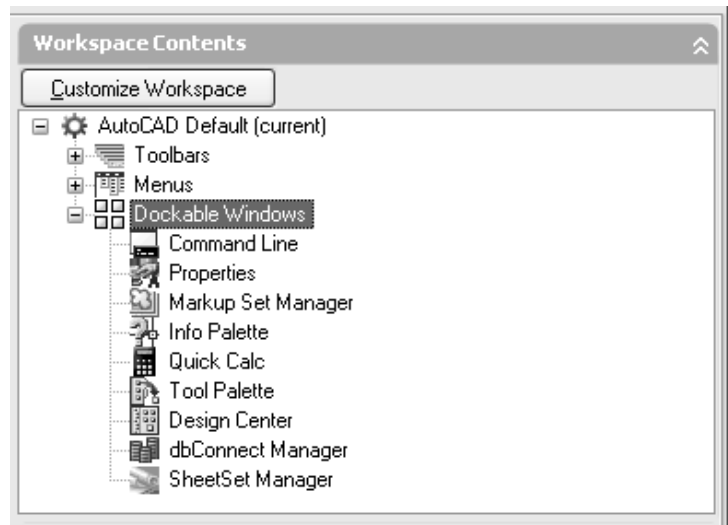 Workspace Contents
Customize Workspace
AutoCAD Default (current)
Toolbars
Menus
Dockable Windows
Command Line
Properties
Markup Set Manager
Info Palette
Quick Calc
Tool Palette
Design Center
dbConnect Manager
SheetSet Manager